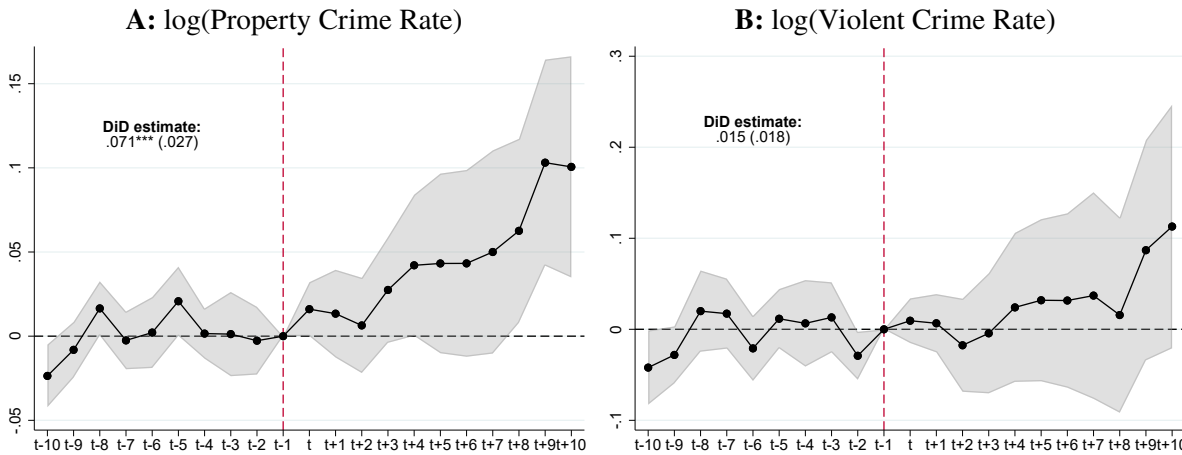 A: log(Property Crime Rate)
.15
.1
.05
0
-.05
DiD estimate:
.071*** (.027)
t-10 t-9 t-8 t-7 t-6 t-5 t-4 t-3 t-2 t-1 t t+1 t+2 t+3 t+4 t+5 t+6 t+7 t+8 t+9 t+10
B: log(Violent Crime Rate)
.3
.2
.1
0
-.1
DiD estimate:
.015 (.018)
t-10 t-9 t-8 t-7 t-6 t-5 t-4 t-3 t-2 t-1 t t+1 t+2 t+3 t+4 t+5 t+6 t+7 t+8 t+9 t+10